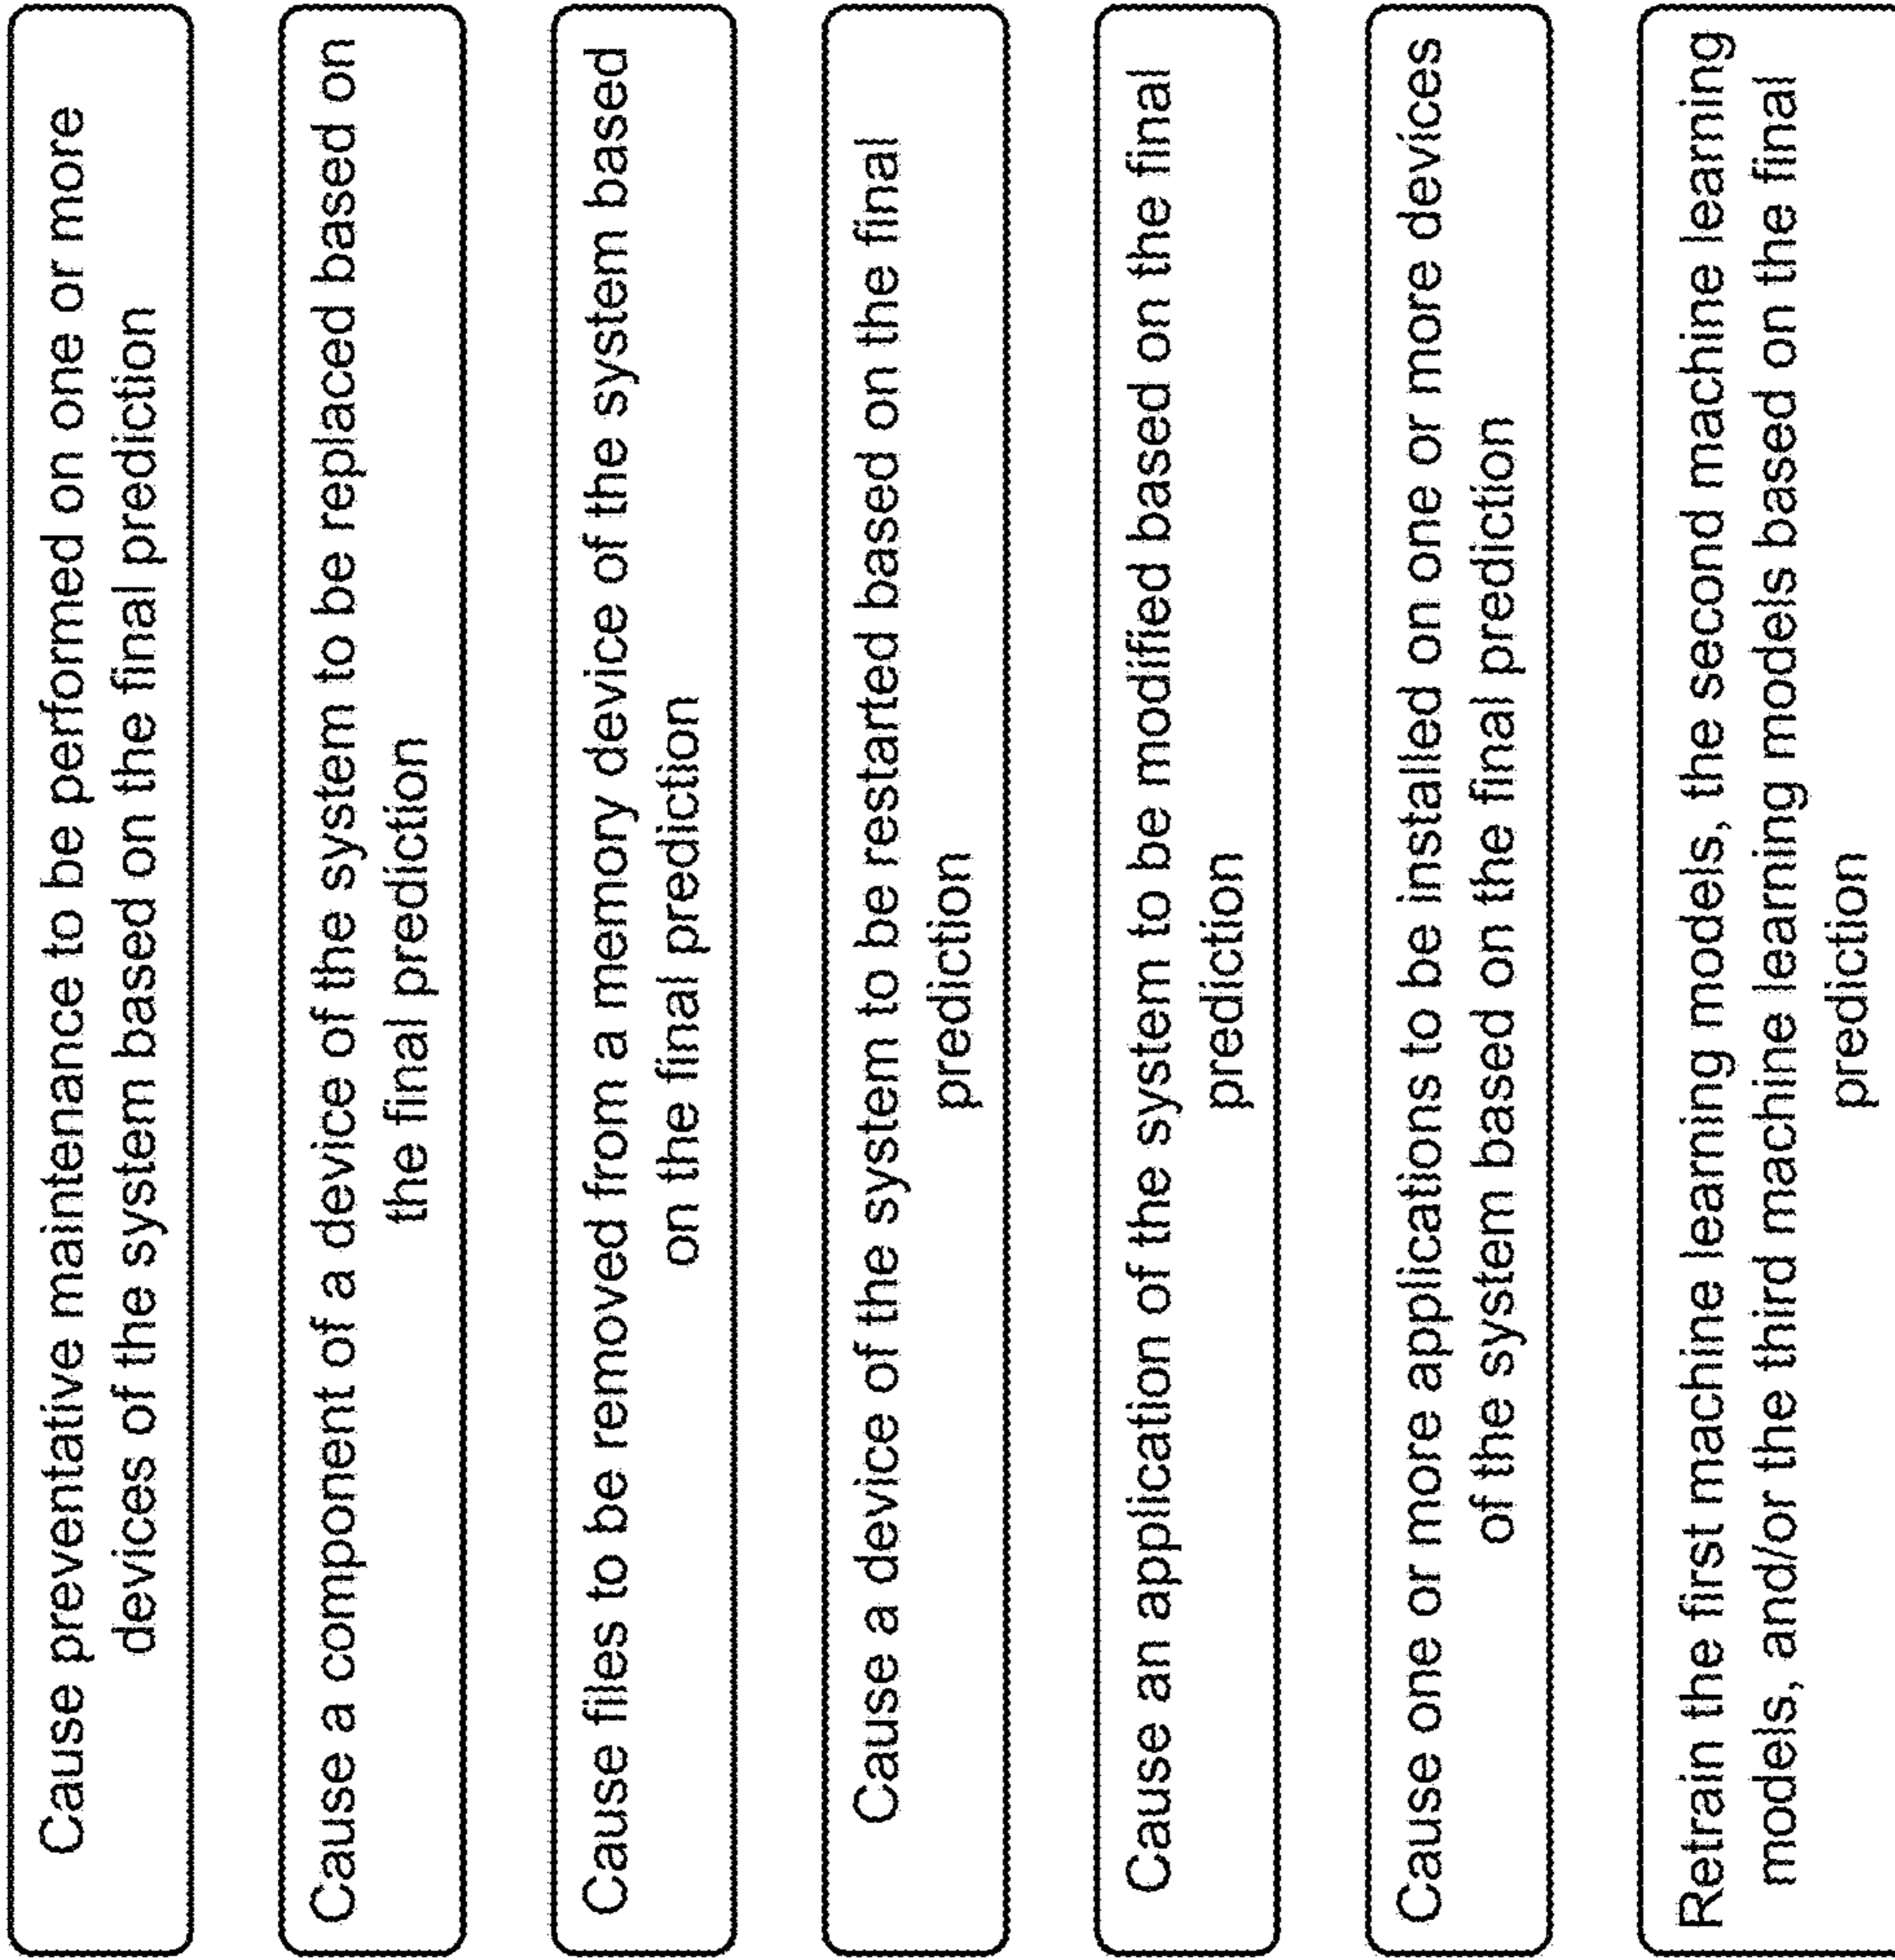 Cause preventative maintenance to be performed on one or more
devices of the system based on the final prediction
Cause a component of a device of the system to be replaced based on
the final prediction
Cause files to be removed from a memory device of the system based
on the final prediction
Cause a device of the system to be restarted based on the final
prediction
Cause an application of the system to be modified based on the final
prediction
Cause one or more applications to be installed on one or more devices
of the system based on the final prediction
Retrain the first machine learning models, the second machine learning
models, and/or the third machine learning models based on the final
prediction